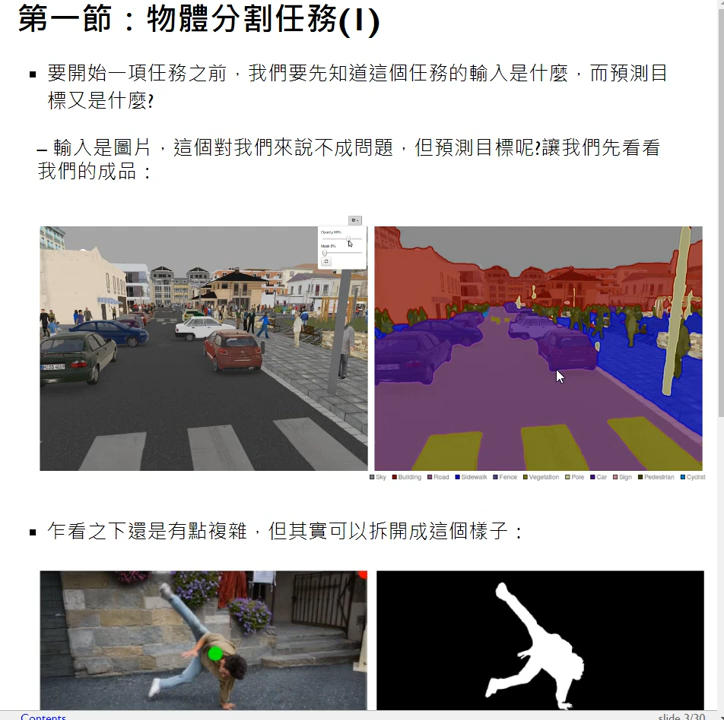 第一節：物體分割任務(1)
▪ 要開始一項任務之前，我們要先知道這個任務的輸入是什麼，而預測目
標又是什麼?
– 輸入是圖片，這個對我們來說不成問題，但預測目標呢?讓我們先看看
我們的成品：
Sky Building Road Sidewalk Fence Vegetation Pole Car Sign Pedestrian Cyclist
▪ 乍看之下還是有點複雜，但其實可以拆開成這個樣子：
Contents
slide 3/30